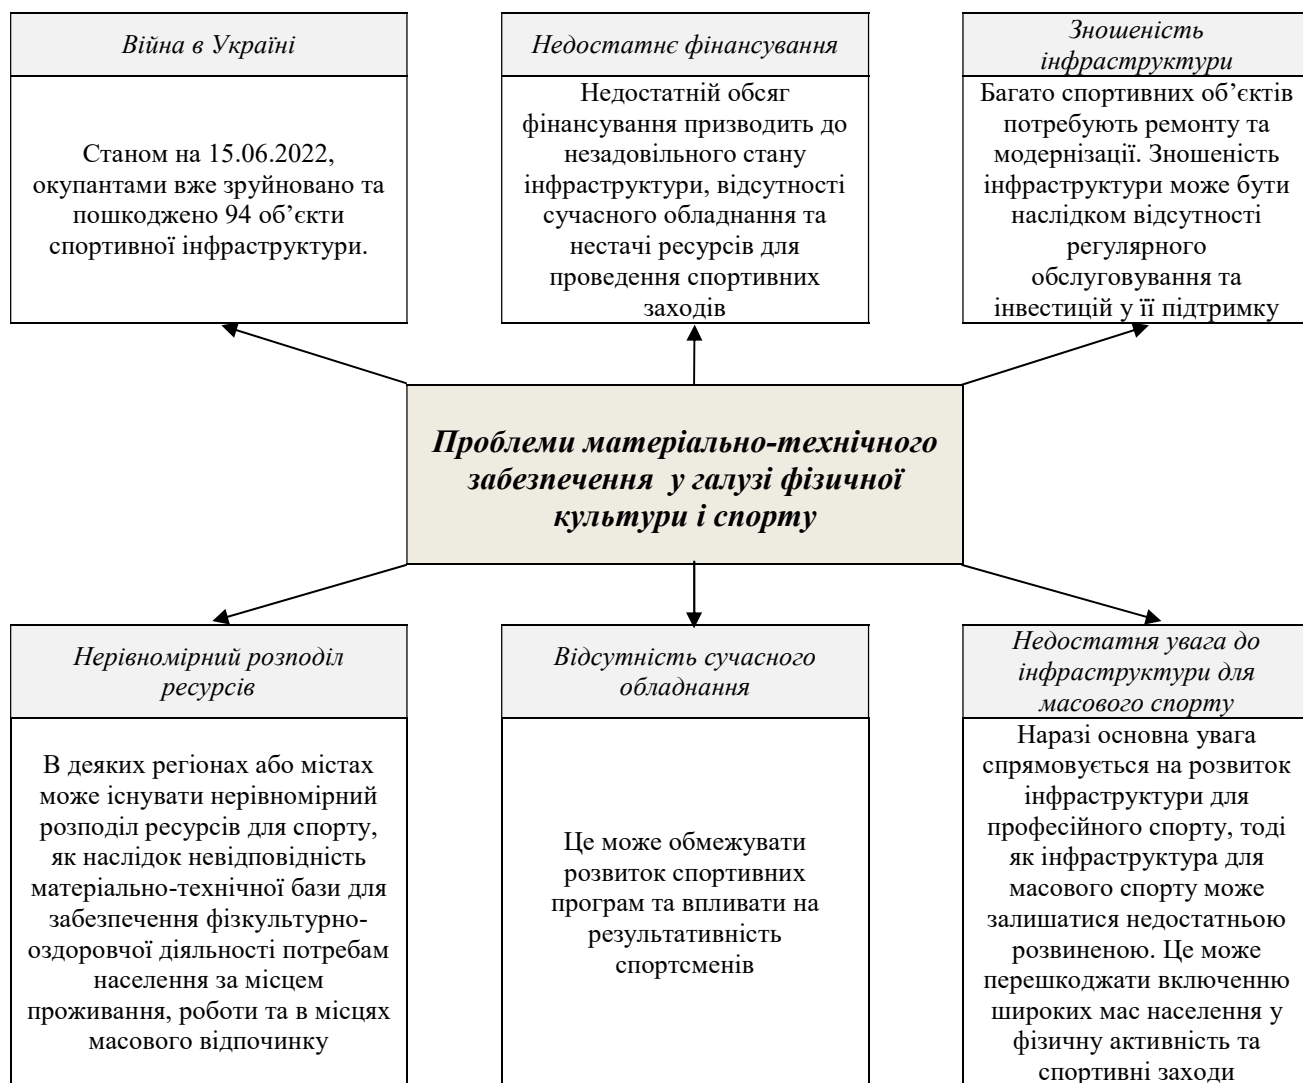 Війна в Україні
Станом на 15.06.2022,
окупантами вже зруйновано та
пошкоджено 94 об’єкти
спортивної інфраструктури.
Недостатнє фінансування
Недостатній обсяг
фінансування призводить до
незадовільного стану
інфраструктури, відсутності
сучасного обладнання та
нестачі ресурсів для
проведення спортивних
заходів
Зношеність
інфраструктури
Багато спортивних об’єктів
потребують ремонту та
модернізації. Зношеність
інфраструктури може бути
наслідком відсутності
регулярного
обслуговування та
інвестицій у її підтримку
Проблеми матеріально-технічного
забезпечення у галузі фізичної
культури і спорту
Нерівномірний розподіл
ресурсів
В деяких регіонах або містах
може існувати нерівномірний
розподіл ресурсів для спорту,
як наслідок невідповідність
матеріально-технічної бази для
забезпечення фізкультурно-
оздоровчої діяльності потребам
населення за місцем
проживання, роботи та в місцях
масового відпочинку
Відсутність сучасного
обладнання
Це може обмежувати
розвиток спортивних
програм та впливати на
результативність
спортсменів
Недостатня увага до
інфраструктури для
масового спорту
Наразі основна увага
спрямовується на розвиток
інфраструктури для
професійного спорту, тоді
як інфраструктура для
масового спорту може
залишатися недостатньою
розвиненою. Це може
перешкоджати включенню
широких мас населення у
фізичну активність та
спортивні заходи